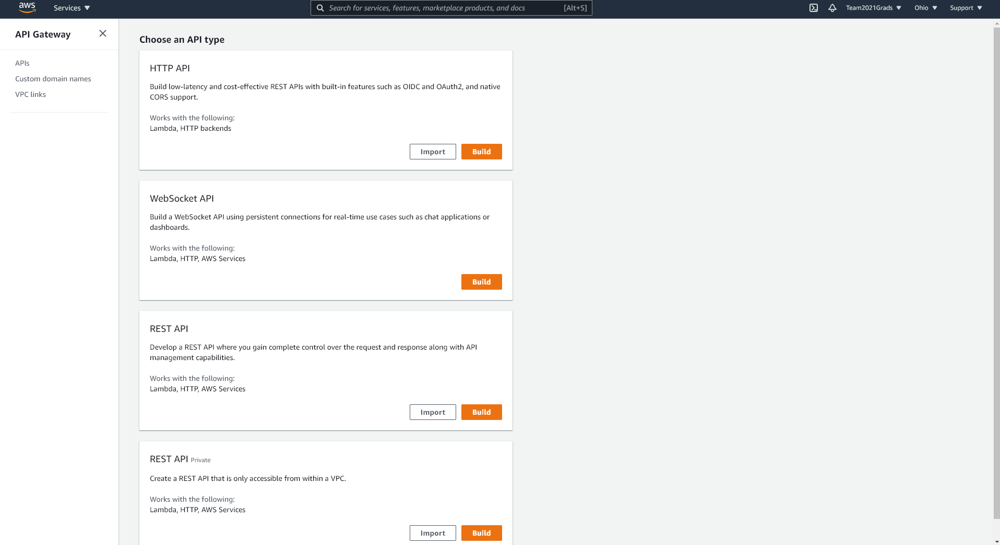 aws
Services
Search for services, features, marketplace products, and docs
[Alt+S]
Team2021Grads
Ohio
Support
API Gateway
APIs
Custom domain names
VPC links
Choose an API type
HTTP API
Build low-latency and cost-effective REST APIs with built-in features such as OIDC and OAuth2, and native
CORS support.
Works with the following:
Lambda, HTTP backends
Import
Build
WebSocket API
Build a WebSocket API using persistent connections for real-time use cases such as chat applications or
dashboards.
Works with the following:
Lambda, HTTP, AWS Services
Build
REST API
Develop a REST API where you gain complete control over the request and response along with API
management capabilities.
Works with the following:
Lambda, HTTP, AWS Services
Import
Build
REST API Private
Create a REST API that is only accessible from within a VPC.
Works with the following:
Lambda, HTTP, AWS Services
Import
Build